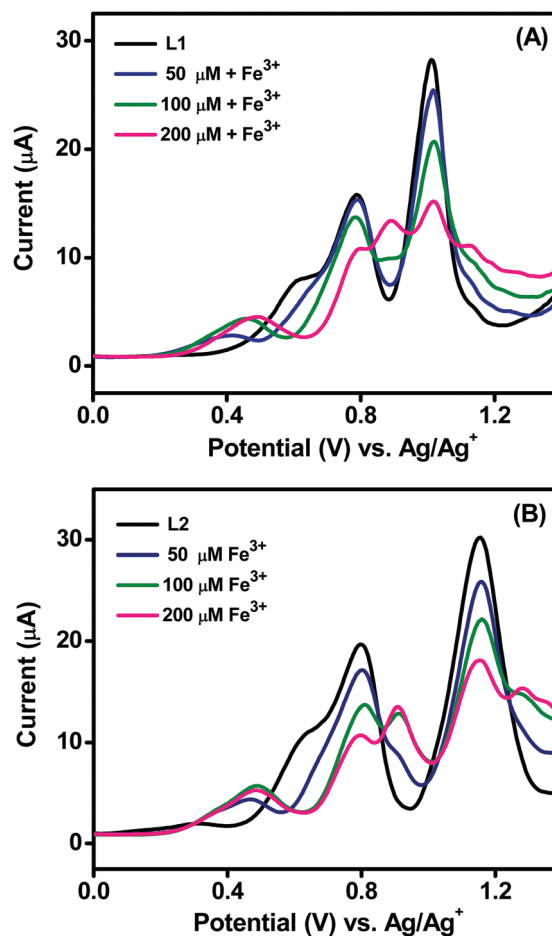 (A)
L1
50 μM + Fe³⁺
100 μM + Fe³⁺
200 μM + Fe³⁺
30
20
10
0
Current (μA)
0.0 0.4 0.8 1.2
Potential (V) vs. Ag/Ag⁺
(B)
L2
50 μM Fe³⁺
100 μM Fe³⁺
200 μM Fe³⁺
30
20
10
0
Current (μA)
0.0 0.4 0.8 1.2
Potential (V) vs. Ag/Ag⁺